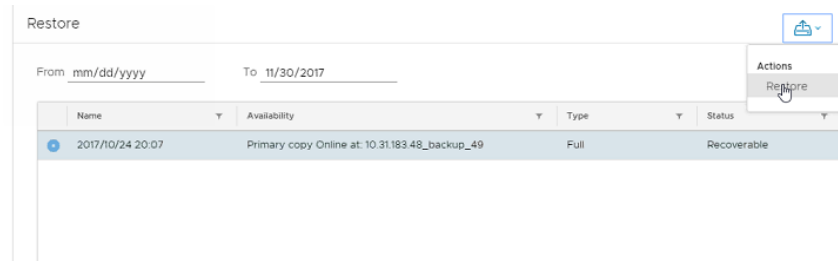 Restore
From mm/dd/yyyy To 11/30/2017
Actions
Restore
Name Availability Type Status
2017/10/24 20:07 Primary copy Online at: 10.31.183.48_backup_49 Full Recoverable